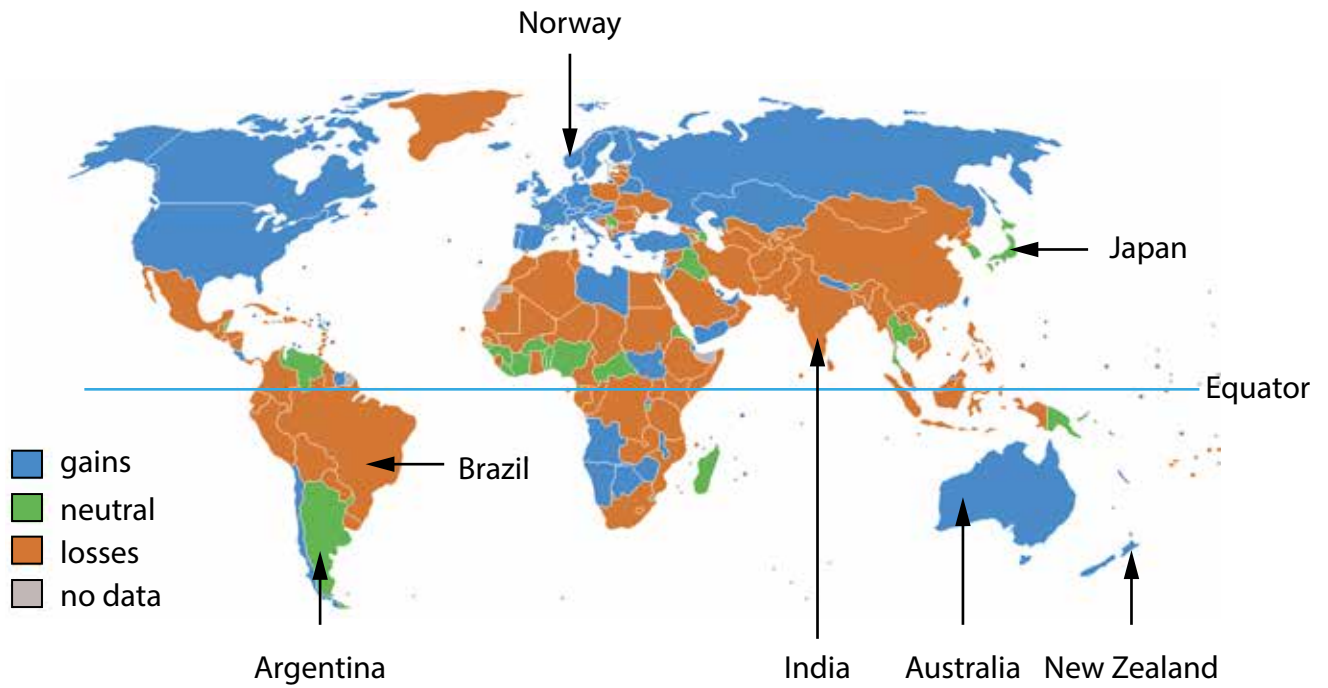 Norway
Japan
Equator
Brazil
gains
neutral
losses
no data
Argentina
India
Australia
New Zealand